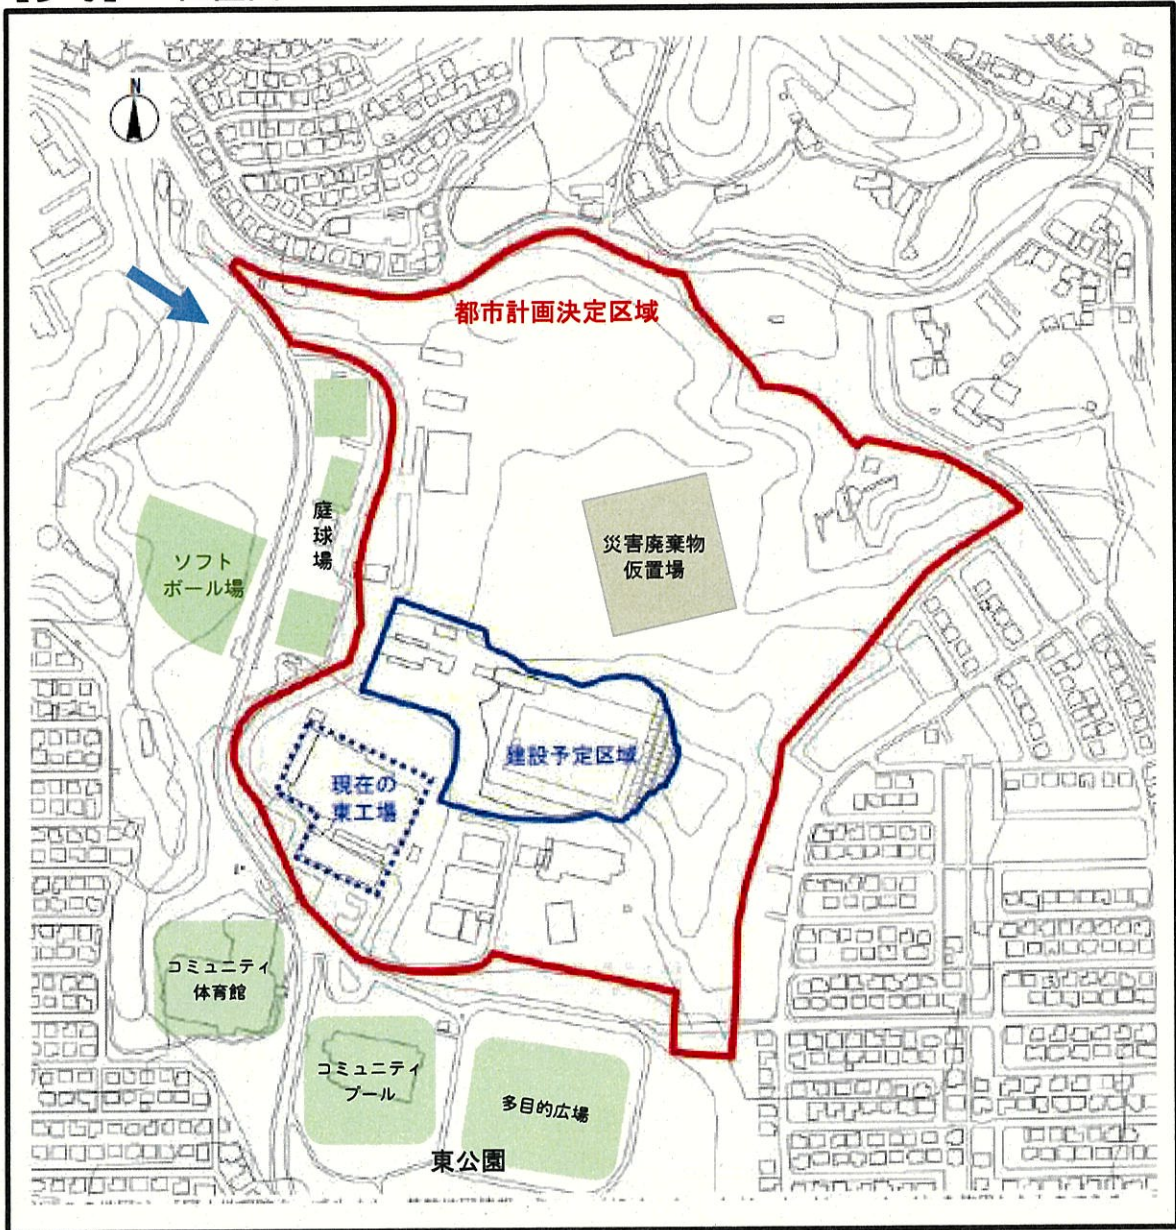 N
都市計画決定区域
庭球場
ソフト
ボール場
災害廃棄物
仮置場
建設予定区域
現在の
東工場
コミュニティ
体育館
コミュニティ
プール
多目的広場
東公園